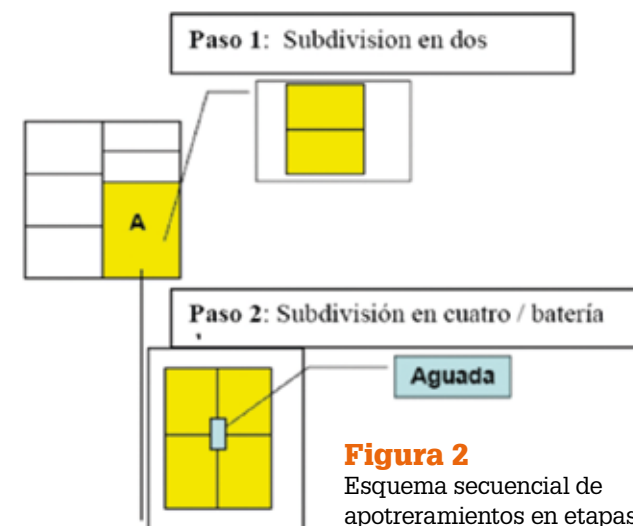 Paso 1: Subdivision en dos
A
Paso 2: Subdivisión en cuatro / batería
Aguada
Figura 2
Esquema secuencial de
apotreramientos en etapas